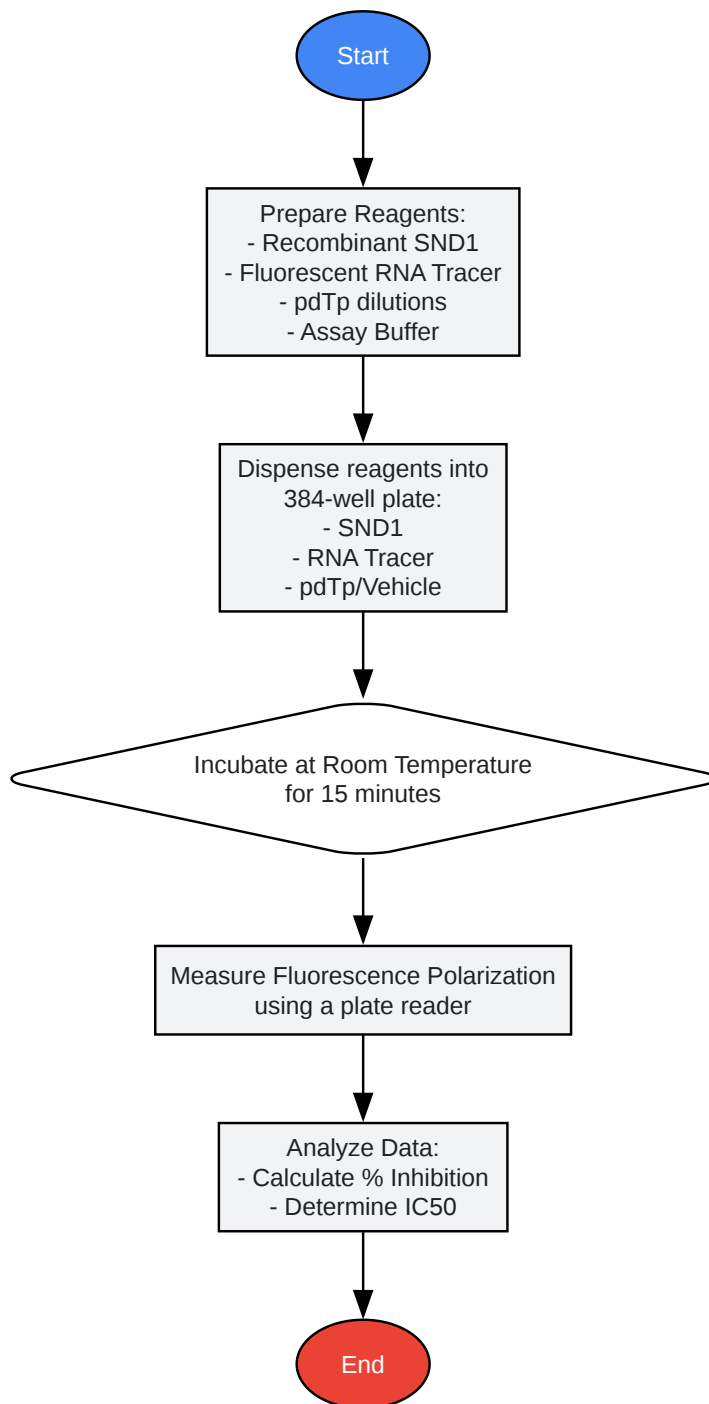 Start
Prepare Reagents:
- Recombinant SND1
- Fluorescent RNA Tracer
- pdTp dilutions
- Assay Buffer
Dispense reagents into
384-well plate:
- SND1
- RNA Tracer
- pdTp/Vehicle
Incubate at Room Temperature
for 15 minutes
Measure Fluorescence Polarization
using a plate reader
Analyze Data:
- Calculate % Inhibition
- Determine IC50
End